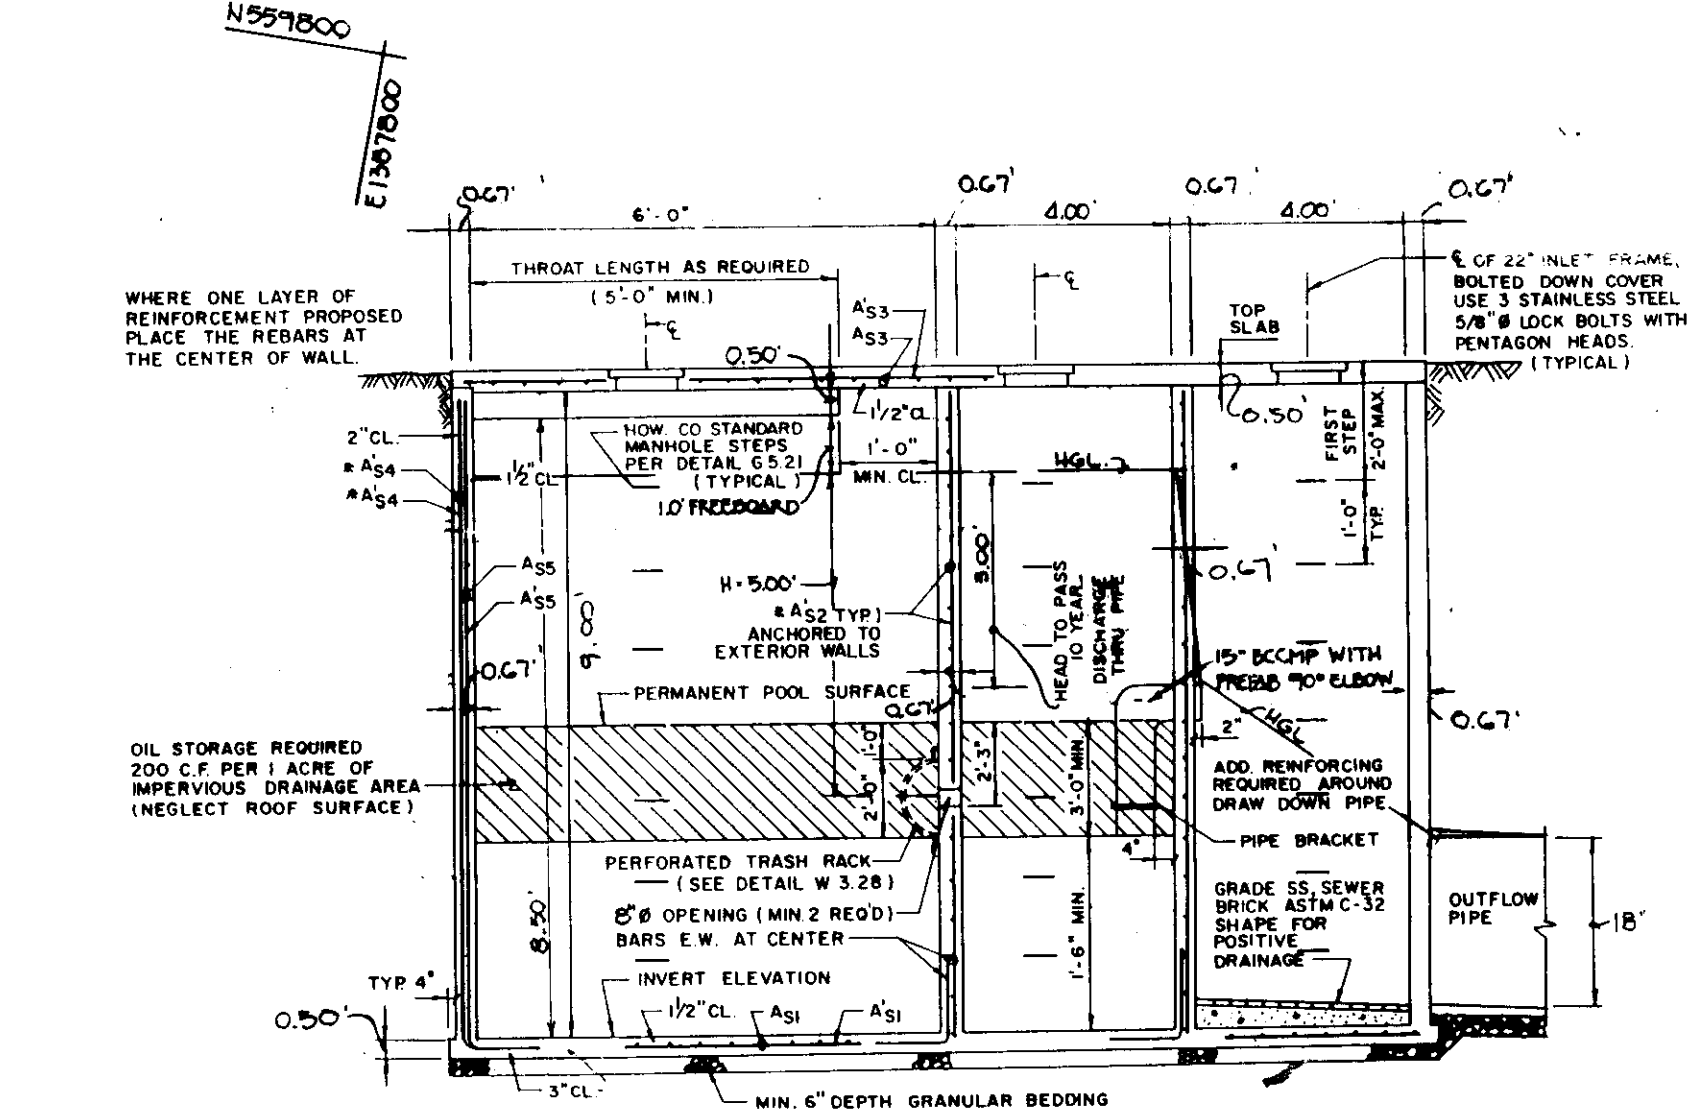 N559800
E1387800
0.67'
6'-0"
0.67'
4.00'
0.67'
4.00'
0.67'
THROAT LENGTH AS REQUIRED
(5'-0" MIN.)
℄
℄
℄ OF 22" INLET FRAME,
BOLTED DOWN COVER
USE 3 STAINLESS STEEL
5/8"Ø LOCK BOLTS WITH
PENTAGON HEADS.
(TYPICAL)
WHERE ONE LAYER OF
REINFORCEMENT PROPOSED
PLACE THE REBARS AT
THE CENTER OF WALL.
A'S3
A'S3
TOP
SLAB
0.50'
0.50'
1 1/2" CL
FIRST
STEP
2'-0" MAX.
1'-0"
TYP.
2" CL.
* A'S4
* A'S4
1 1/2" CL
HOW. CO STANDARD
MANHOLE STEPS
PER DETAIL G 5.21
(TYPICAL)
1.0' FREEBOARD
1'-0"
MIN. CL.
HGL.
AS5
A'S5
9.00'
H = 5.00'
* A'S2 TYP.)
ANCHORED TO
EXTERIOR WALLS
HEAD TO PASS
10 YEAR
DISCHARGE
THRU PIPE
0.67'
15" BCCMP WITH
PREFAB 90° ELBOW
0.67'
PERMANENT POOL SURFACE
0.67'
HGL
2"
0.67'
OIL STORAGE REQUIRED
200 C.F. PER 1 ACRE OF
IMPERVIOUS DRAINAGE AREA
(NEGLECT ROOF SURFACE)
1'-0"
2'-0"
2'-3"
3'-0" MIN.
ADD. REINFORCING
REQUIRED AROUND
DRAW DOWN PIPE
PIPE BRACKET
4"
PERFORATED TRASH RACK
(SEE DETAIL W 3.28)
8"Ø OPENING (MIN. 2 REQ'D)
BARS E.W. AT CENTER
8.50'
1'-6" MIN.
GRADE SS, SEWER
BRICK ASTM C-32
SHAPE FOR
POSITIVE
DRAINAGE
OUTFLOW
PIPE
18"
INVERT ELEVATION
TYP. 4"
0.50'
1 1/2" CL.
AS1
A'S1
3" CL.
MIN. 6" DEPTH GRANULAR BEDDING